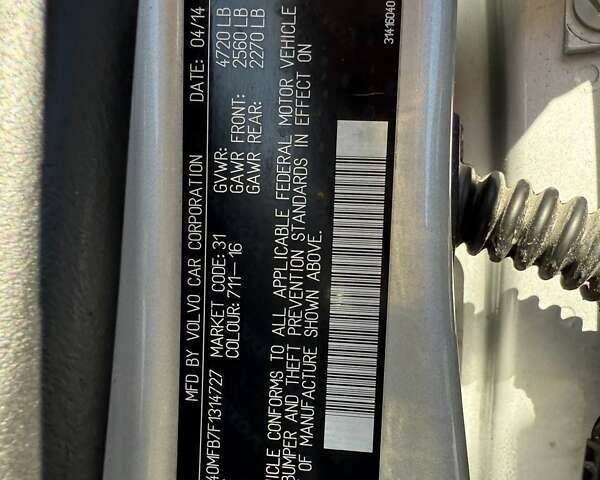 MFD BY VOLVO CAR CORPORATION DATE: 04/14
40MFB7F1314727 MARKET CODE: 31 GVWR: 4720 LB
COLOUR: 711-16 GAWR FRONT: 2560 LB
GAWR REAR: 2270 LB
ICLE CONFORMS TO ALL APPLICABLE FEDERAL MOTOR VEHICLE
BUMPER AND THEFT PREVENTION STANDARDS IN EFFECT ON
OF MANUFACTURE SHOWN ABOVE.
31416040